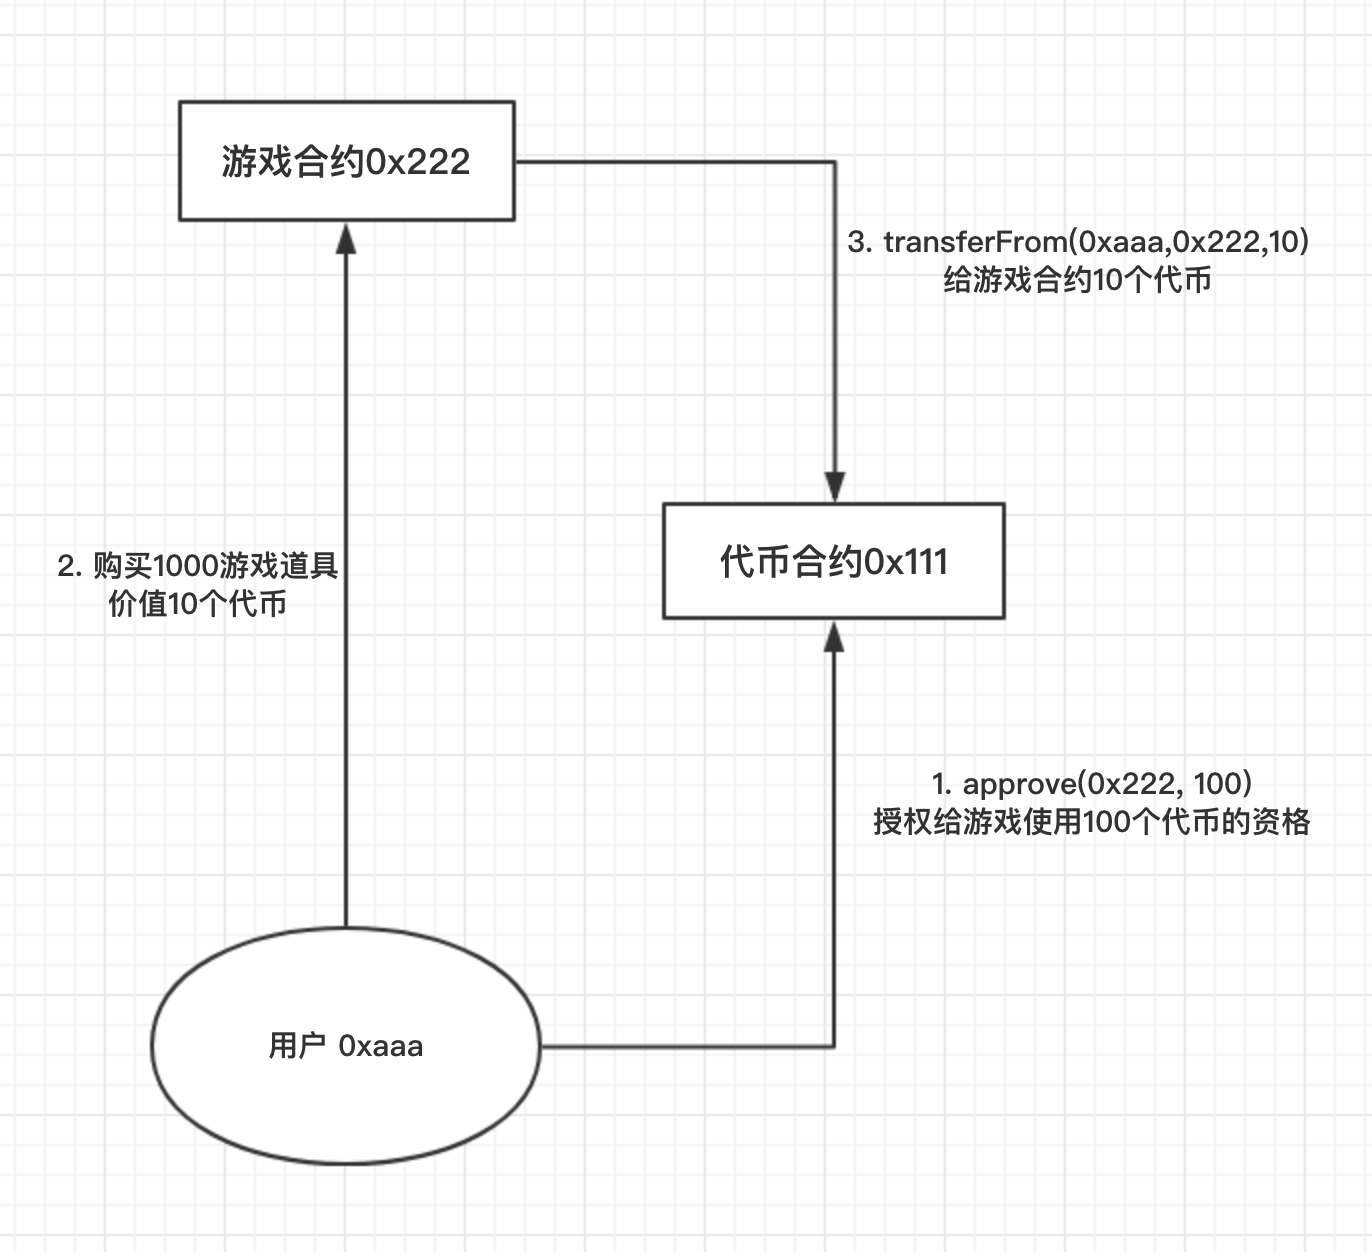 游戏合约0x222
3. transferFrom(0xaaa,0x222,10)
给游戏合约10个代币
代币合约0x111
2. 购买1000游戏道具
价值10个代币
1. approve(0x222, 100)
授权给游戏使用100个代币的资格
用户 0xaaa